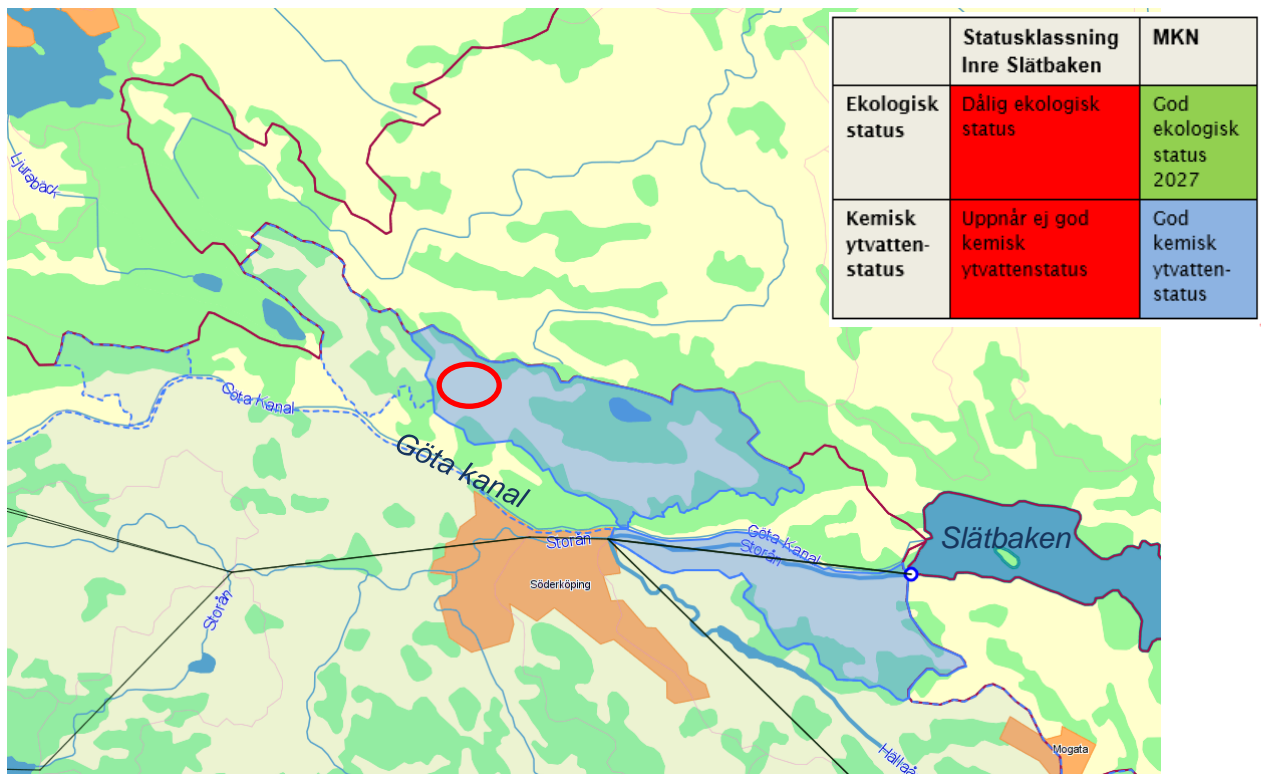 Statusklassning
Inre Slätbaken
MKN
Ekologisk
status
Dålig ekologisk
status
God
ekologisk
status
2027
Kemisk
ytvatten-
status
Uppnår ej god
kemisk
ytvattenstatus
God
kemisk
ytvatten-
status
Ljurabäck
Göta Kanal
Göta kanal
Storån
Göta Kanal
Storån
Slätbaken
Söderköping
Storån
Mogata
Hällaå